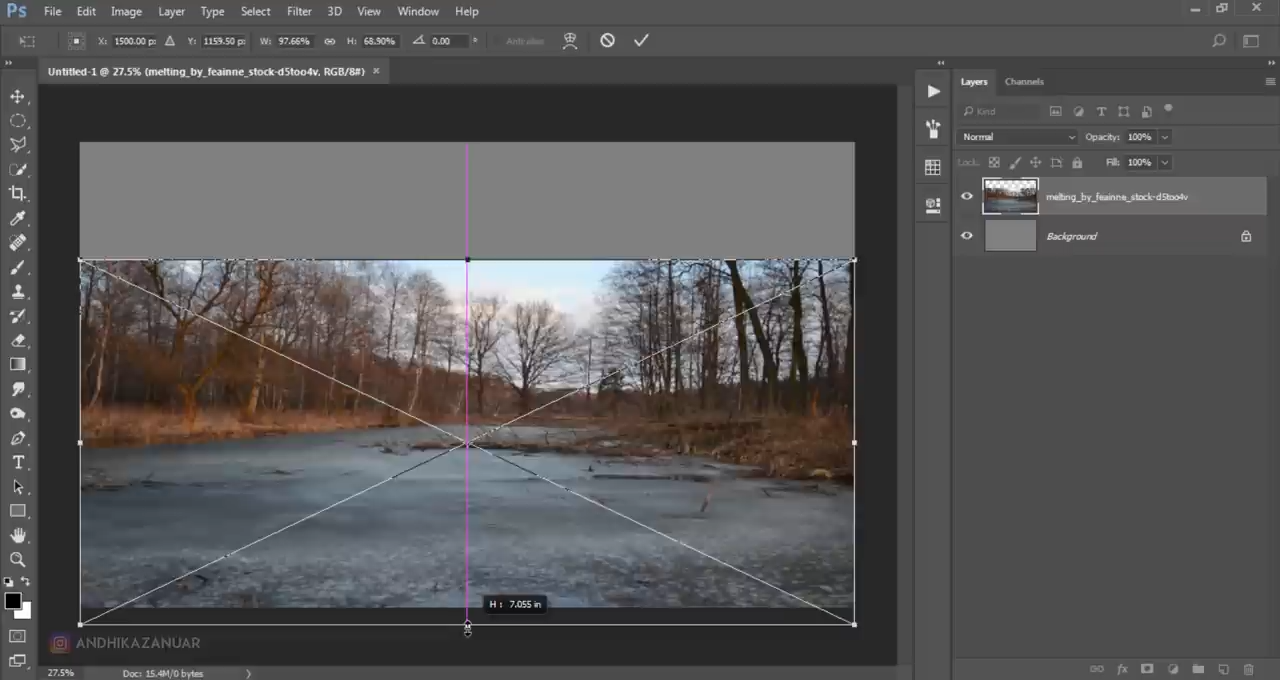 Ps File Edit Image Layer Type Select Filter 3D View Window Help
X: 1500.00 p: Y: 1159.50 p: W: 97.66% H: 68.90% 0.00 ° Anti-alias
Untitled-1 @ 27.5% (melting_by_feainne_stock-d5too4v, RGB/8#) ×
Layers Channels
Kind
Normal Opacity: 100%
Lock: Fill: 100%
melting_by_feainne_stock-d5too4v
Background
H : 7.055 in
ANDHIKAZANUAR
27.5% Doc: 15.4M/0 bytes